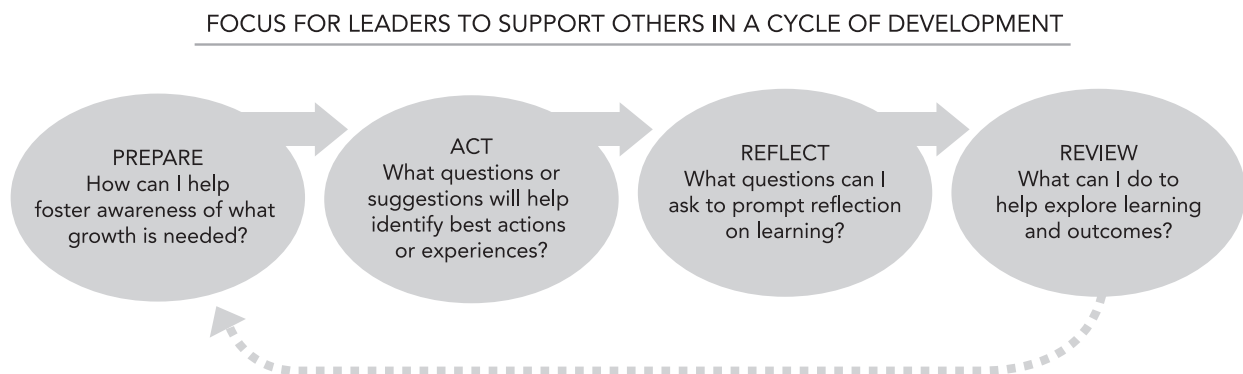 FOCUS FOR LEADERS TO SUPPORT OTHERS IN A CYCLE OF DEVELOPMENT
PREPARE
How can I help
foster awareness of what
growth is needed?
ACT
What questions or
suggestions will help
identify best actions
or experiences?
REFLECT
What questions can I
ask to prompt reflection
on learning?
REVIEW
What can I do to
help explore learning
and outcomes?